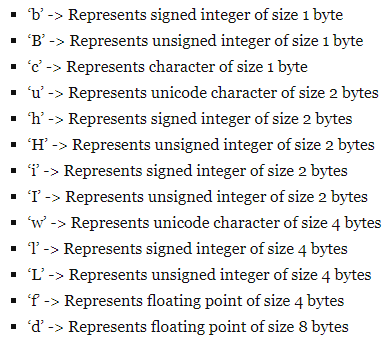 ▪ ‘b’ -> Represents signed integer of size 1 byte
▪ ‘B’ -> Represents unsigned integer of size 1 byte
▪ ‘c’ -> Represents character of size 1 byte
▪ ‘u’ -> Represents unicode character of size 2 bytes
▪ ‘h’ -> Represents signed integer of size 2 bytes
▪ ‘H’ -> Represents unsigned integer of size 2 bytes
▪ ‘i’ -> Represents signed integer of size 2 bytes
▪ ‘I’ -> Represents unsigned integer of size 2 bytes
▪ ‘w’ -> Represents unicode character of size 4 bytes
▪ ‘l’ -> Represents signed integer of size 4 bytes
▪ ‘L’ -> Represents unsigned integer of size 4 bytes
▪ ‘f’ -> Represents floating point of size 4 bytes
▪ ‘d’ -> Represents floating point of size 8 bytes